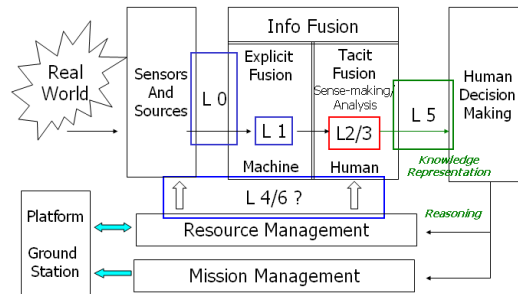 Info Fusion
Real
World
Sensors
And
Sources
L 0
Explicit
Fusion
L 1
Machine
Tacit
Fusion
Sense-making/
Analysis
L2/3
Human
L 5
Human
Decision
Making
Knowledge
Representation
L 4/6 ?
Reasoning
Platform
Ground
Station
Resource Management
Mission Management